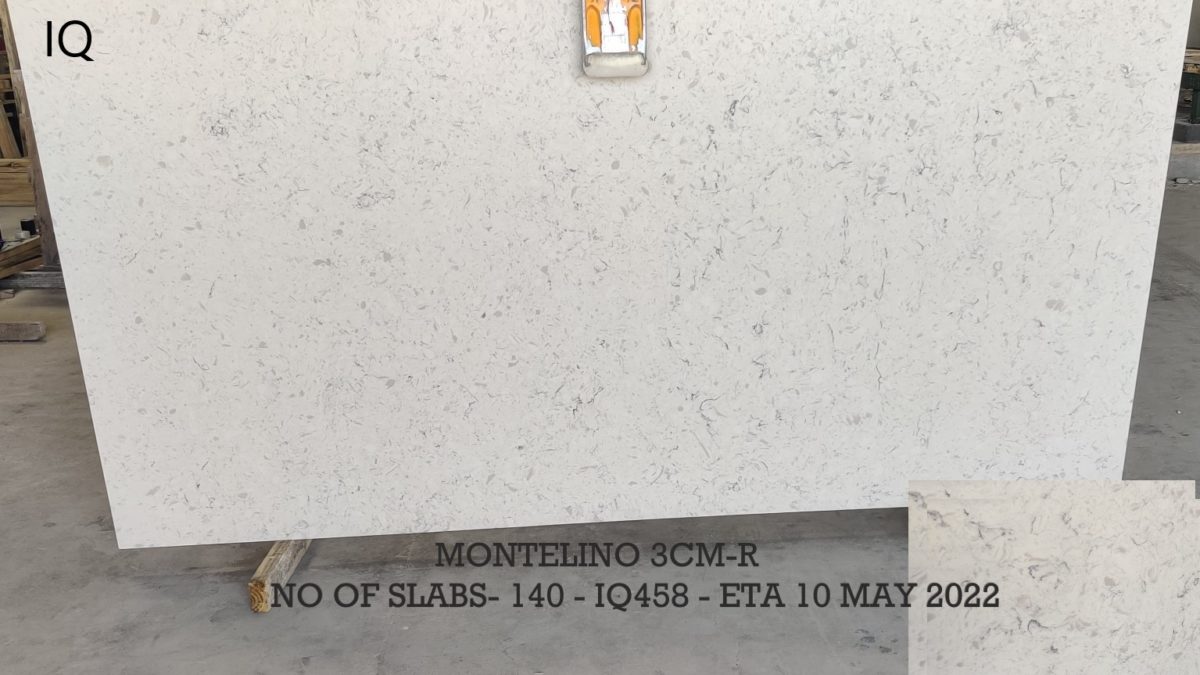 IQ
MONTELINO 3CM-R
NO OF SLABS- 140 - IQ458 - ETA 10 MAY 2022